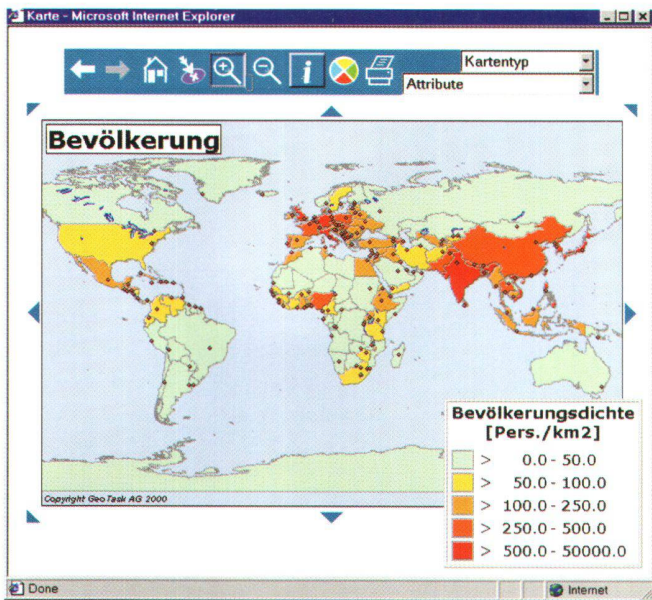 Karte - Microsoft Internet Explorer
Kartentyp
Attribute
Bevölkerung
Bevölkerungsdichte
[Pers./km2]
> 0.0 - 50.0
> 50.0 - 100.0
> 100.0 - 250.0
> 250.0 - 500.0
> 500.0 - 50000.0
Copyright GeoTask AG 2000
Done
Internet